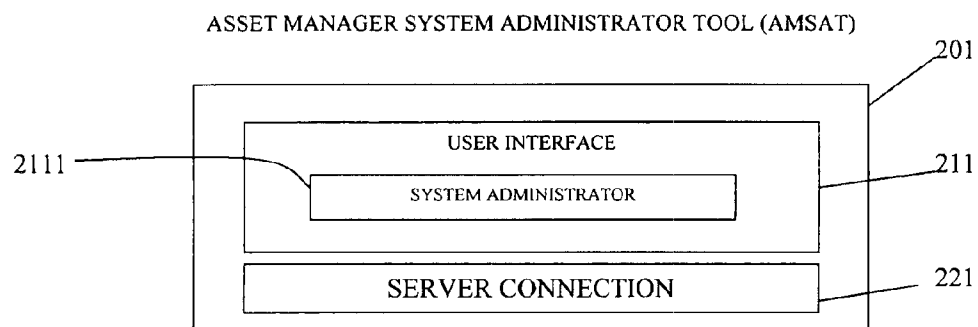 ASSET MANAGER SYSTEM ADMINISTRATOR TOOL (AMSAT)
201
USER INTERFACE
2111
211
SYSTEM ADMINISTRATOR
SERVER CONNECTION
221